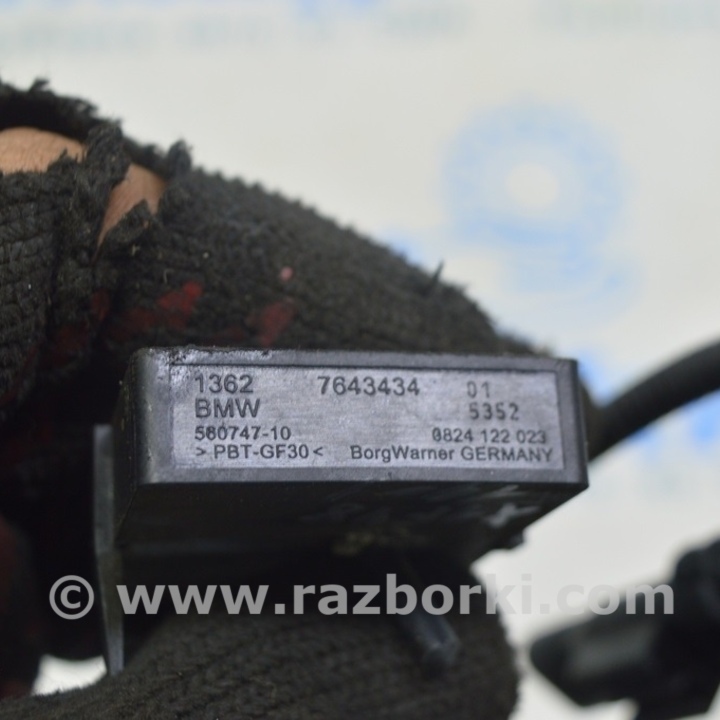 1362 7643434 01
BMW 5352
560747-10 0824 122 023
>PBT-GF30< BorgWarner GERMANY
© www.razborki.com